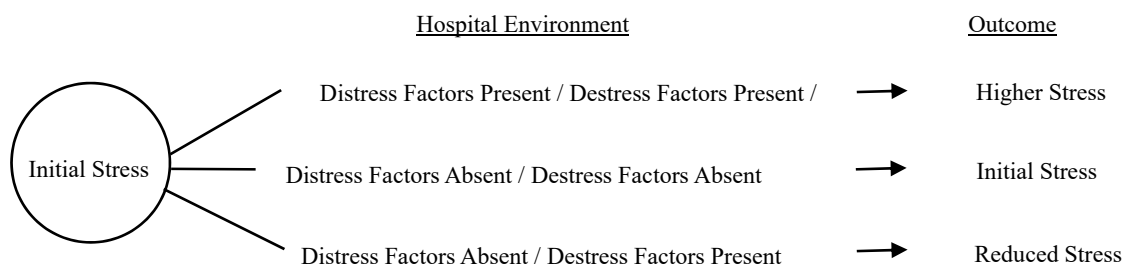 Hospital Environment Outcome
Distress Factors Present / Destress Factors Present / Higher Stress
Initial Stress Distress Factors Absent / Destress Factors Absent Initial Stress
Distress Factors Absent / Destress Factors Present Reduced Stress